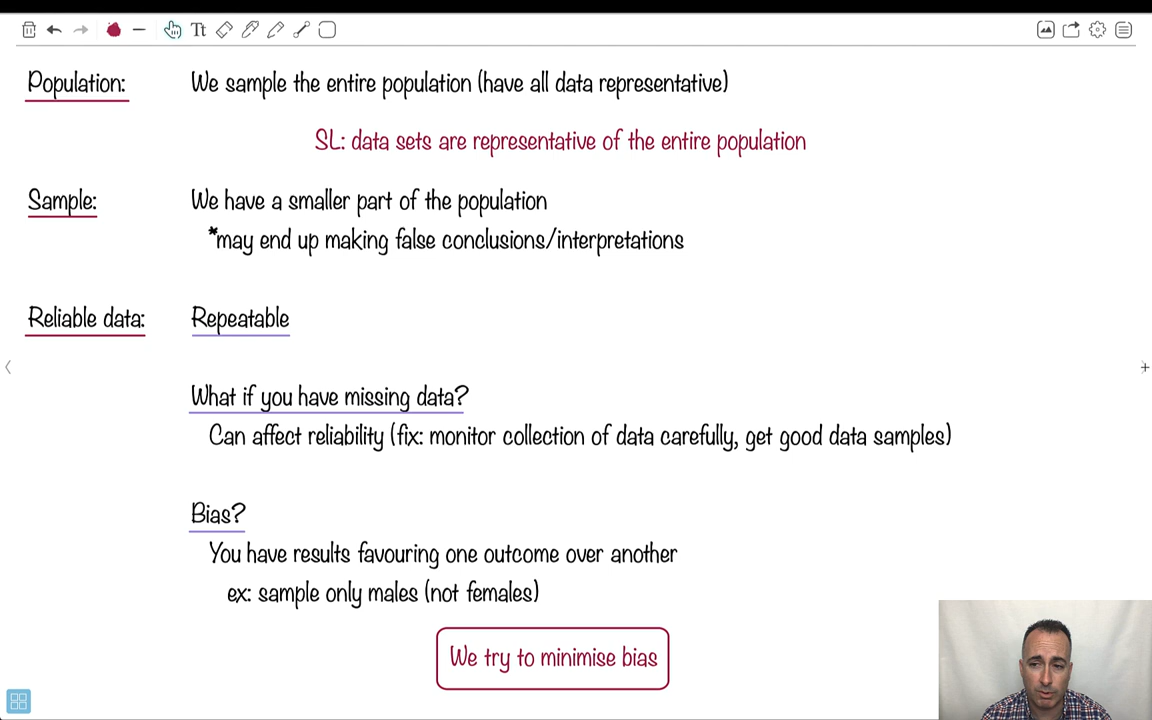 Tt
Population: We sample the entire population (have all data representative)
SL: data sets are representative of the entire population
Sample: We have a smaller part of the population
*may end up making false conclusions/interpretations
Reliable data: Repeatable
What if you have missing data?
Can affect reliability (fix: monitor collection of data carefully, get good data samples)
Bias?
You have results favouring one outcome over another
ex: sample only males (not females)
We try to minimise bias